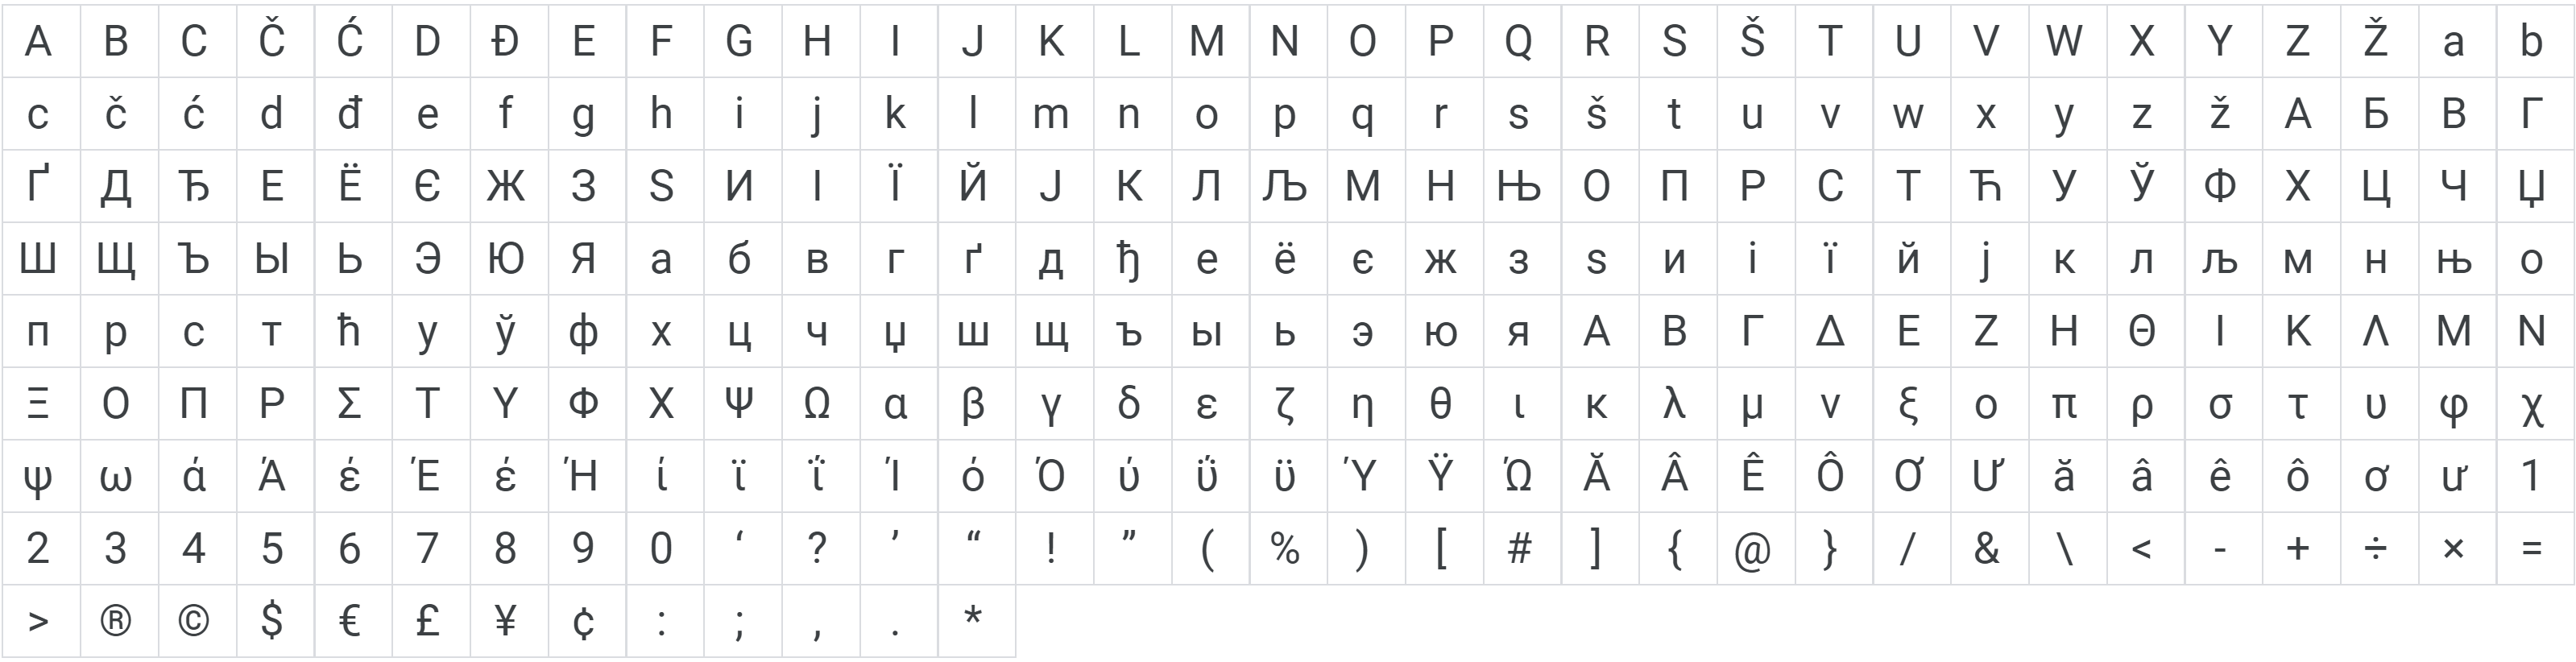 A B C Č Ć D Đ E F G H I J K L M N O P Q R S Š T U V W X Y Z Ž a b
c č ć d đ e f g h i j k l m n o p q r s š t u v w x y z ž А Б В Г
Ґ Д Ђ Е Ё Є Ж З Ѕ И І Ї Й Ј К Л Љ М Н Њ О П Р С Т Ћ У Ў Ф Х Ц Ч Џ
Ш Щ Ъ Ы Ь Э Ю Я а б в г ґ д ђ е ё є ж з ѕ и і ї й ј к л љ м н њ о
п р с т ћ у ў ф х ц ч џ ш щ ъ ы ь э ю я Α Β Γ Δ Ε Ζ Η Θ Ι Κ Λ Μ Ν
Ξ Ο Π Ρ Σ Τ Υ Φ Χ Ψ Ω α β γ δ ε ζ η θ ι κ λ μ ν ξ ο π ρ σ τ υ φ χ
ψ ω ά Ά έ Έ έ Ή ί ϊ ΐ Ί ό Ό ύ ΰ ϋ Ύ Ϋ Ώ Ă Â Ê Ô Ơ Ư ă â ê ô ơ ư 1
2 3 4 5 6 7 8 9 0 ‘ ? ’ “ ! ” ( % ) [ # ] { @ } / & \ < - + ÷ × =
> ® © $ € £ ¥ ¢ : ; , . *